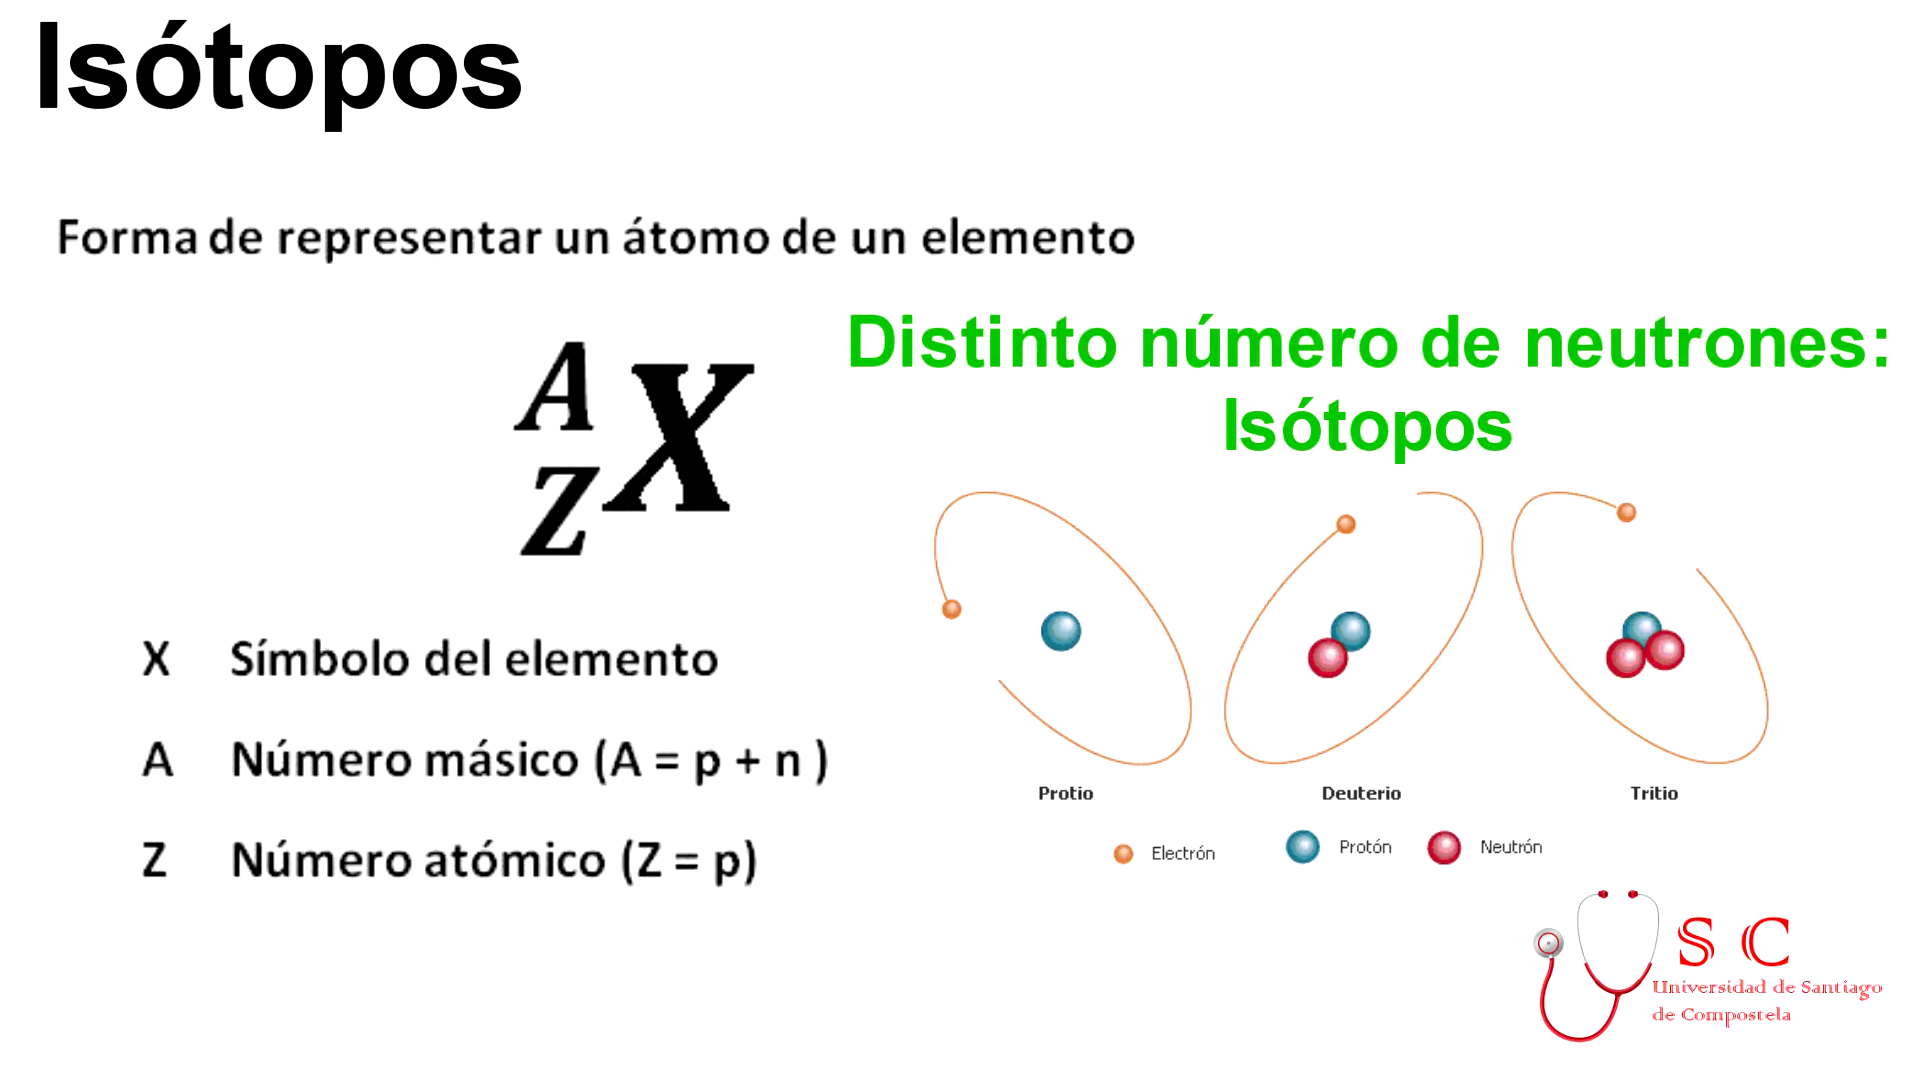 Isótopos
Forma de representar un átomo de un elemento
A
Z
X
Distinto número de neutrones:
Isótopos
X Símbolo del elemento
A Número másico (A = p + n )
Z Número atómico (Z = p)
Protio Deuterio Tritio
Electrón Protón Neutrón
S C
Universidad de Santiago
de Compostela